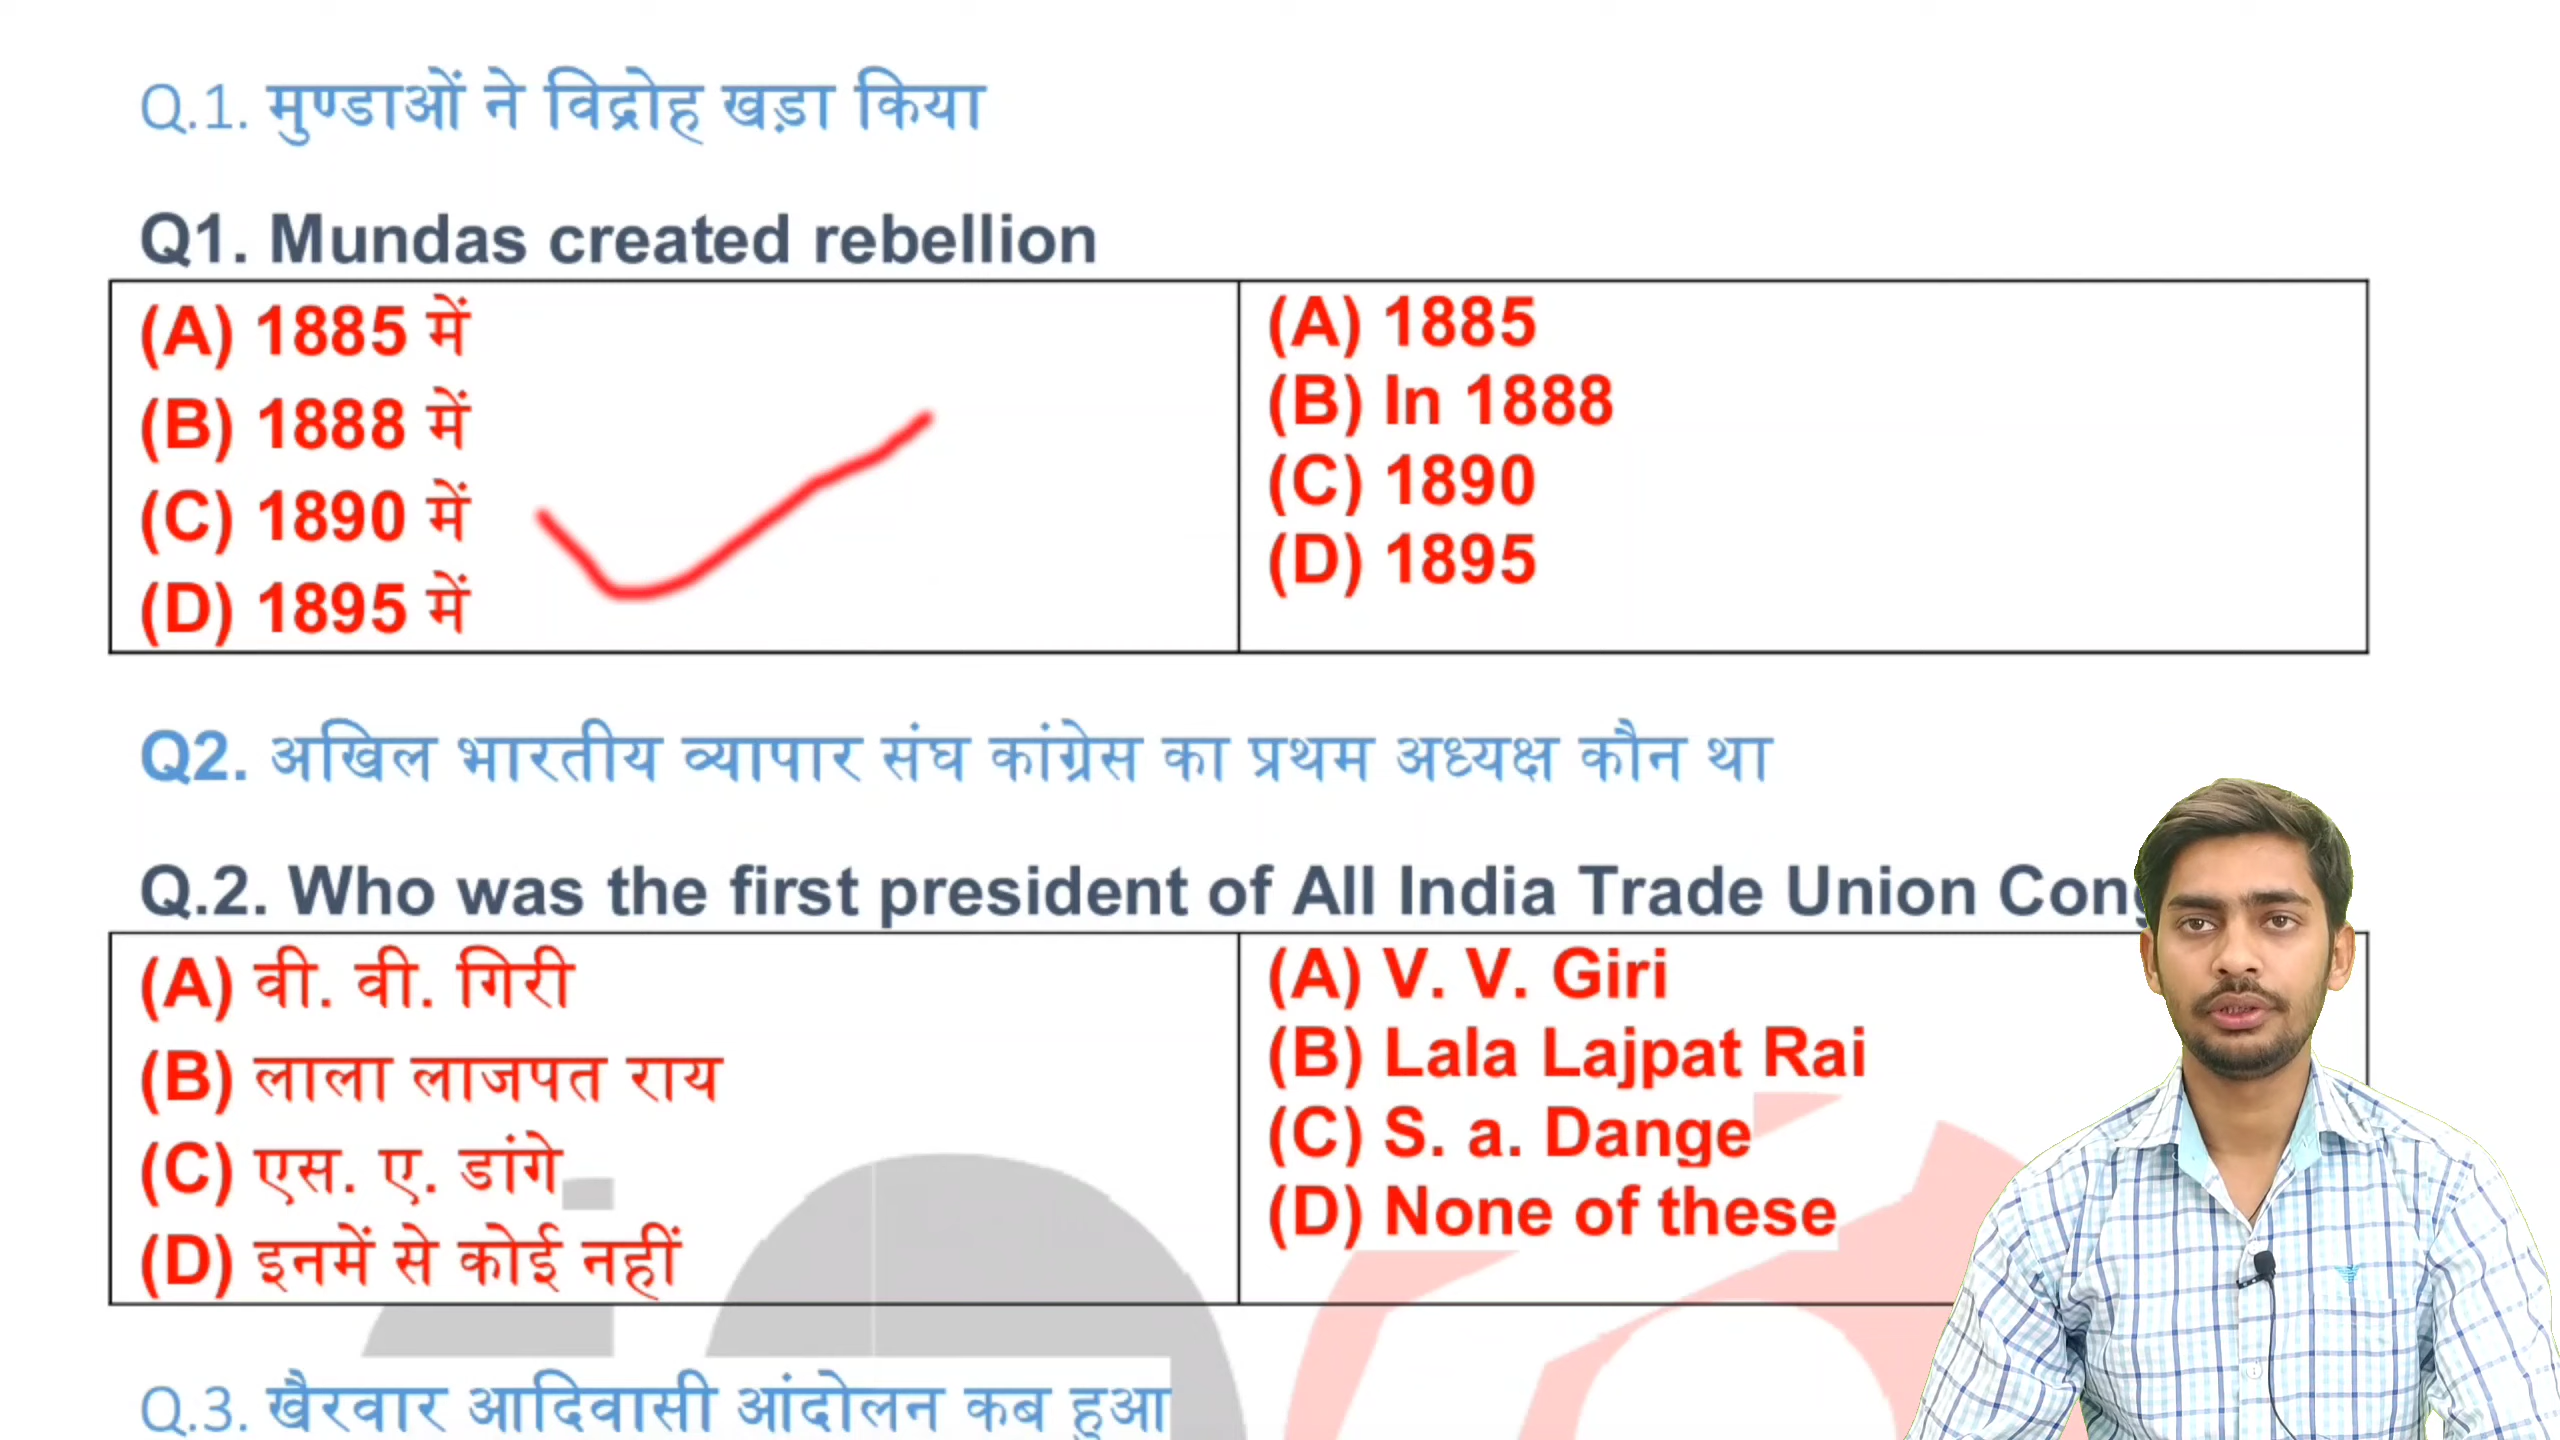 Q.1. मुण्डाओं ने विद्रोह खड़ा किया
Q1. Mundas created rebellion
(A) 1885 में
(B) 1888 में
(C) 1890 में
(D) 1895 में
(A) 1885
(B) In 1888
(C) 1890
(D) 1895
Q2. अखिल भारतीय व्यापार संघ कांग्रेस का प्रथम अध्यक्ष कौन था
Q.2. Who was the first president of All India Trade Union
(A) वी. वी. गिरी
(B) लाला लाजपत राय
(C) एस. ए. डांगे
(D) इनमें से कोई नहीं
(A) V. V. Giri
(B) Lala Lajpat Rai
(C) S. a. Dange
(D) None of these
Q.3. खैरवार आदिवासी आंदोलन कब हुआ